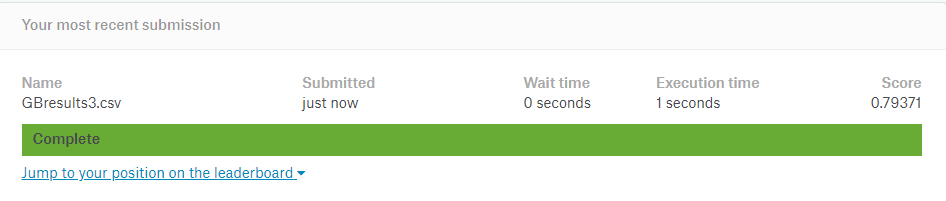 Your most recent submission
Name Submitted Wait time Execution time Score
GBresults3.csv just now 0 seconds 1 seconds 0.79371
Complete
Jump to your position on the leaderboard